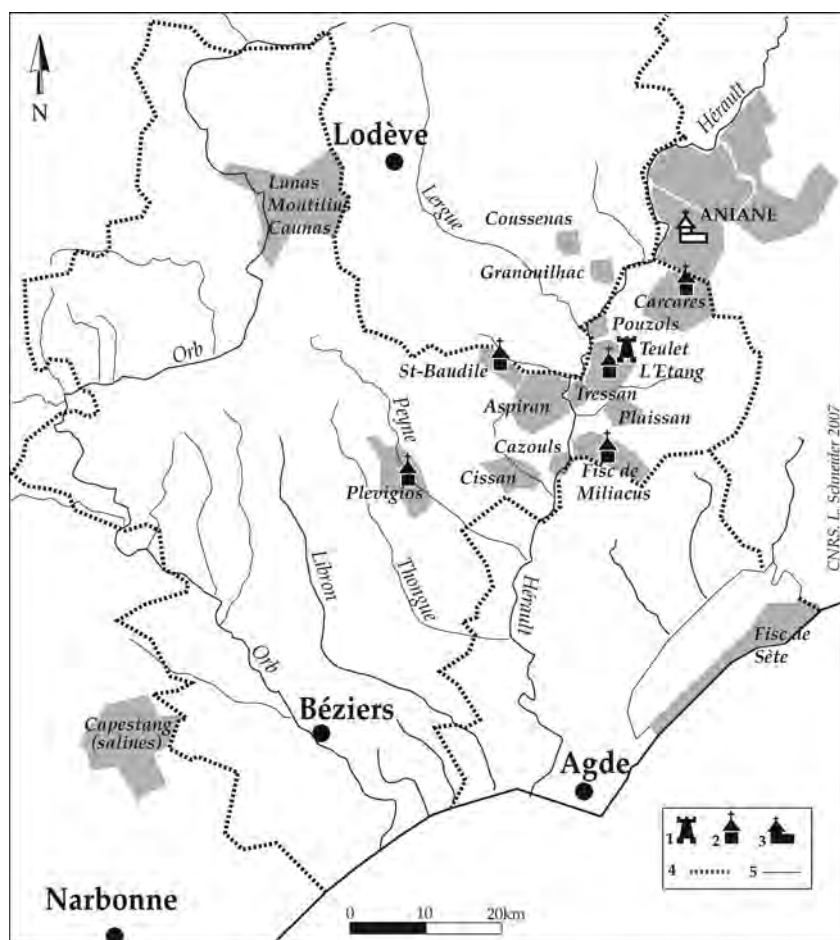 N
Hérault
Lodève
Lunas
Montilius
Caunas
Lergue
Coussenas
ANIANE
Granouilhac
Carcares
Pouzols
Orb
Teulet
St-Baudile
L'Etang
Peyne
Tressan
Aspiran
Plaissan
Cazouls
Plevigios
Cissan
Fisc de
Miliacus
CNRS, L. Schneider 2007
Libron
Thongue
Hérault
Fisc de
Sète
Orb
Béziers
Capestang
(salines)
Agde
1 2 3
4 5
Narbonne
0 10 20km